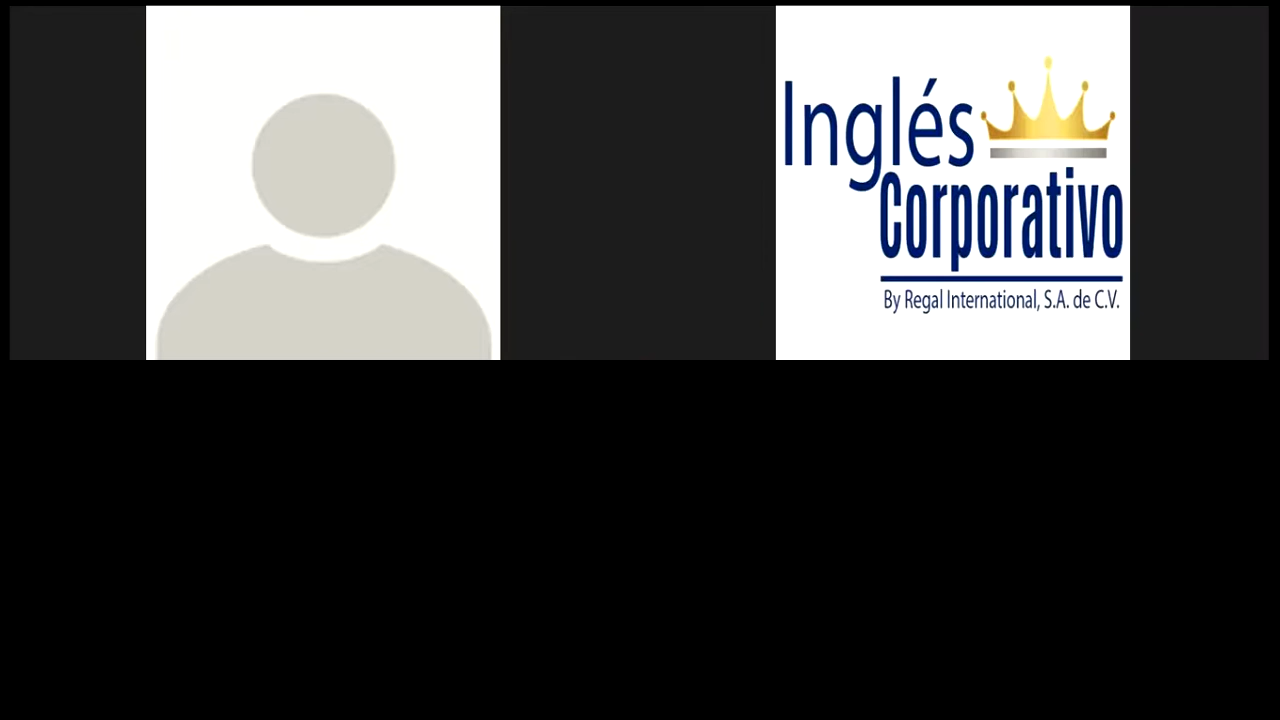 Inglés
Corporativo
By Regal International, S.A. de C.V.